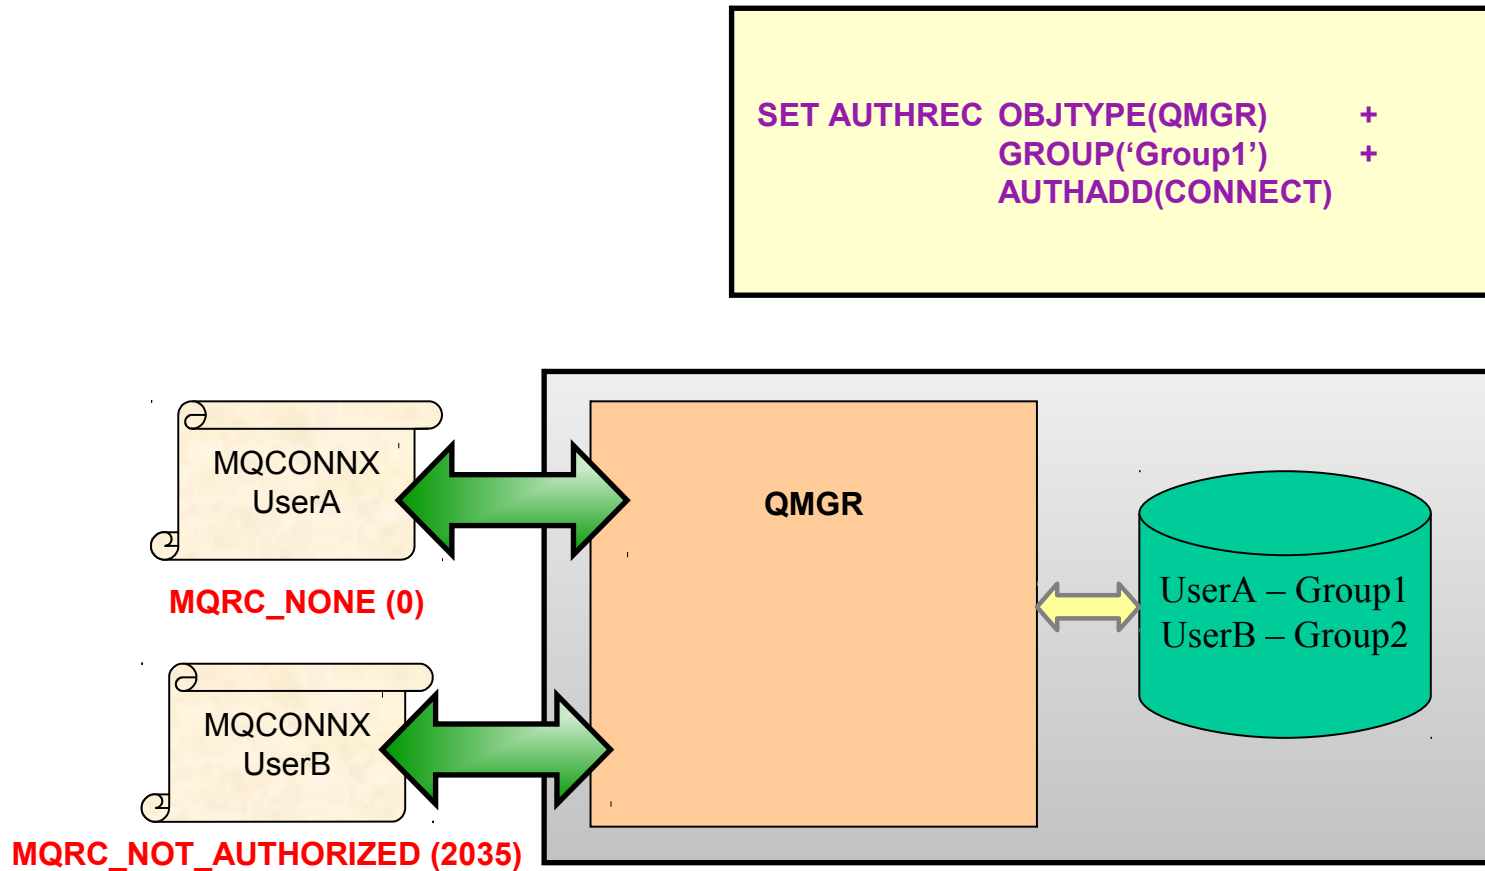 SET AUTHREC OBJTYPE(QMGR) +
GROUP(‘Group1’) +
AUTHADD(CONNECT)
MQCONNX
UserA
MQRC_NONE (0)
MQCONNX
UserB
MQRC_NOT_AUTHORIZED (2035)
QMGR
UserA – Group1
UserB – Group2